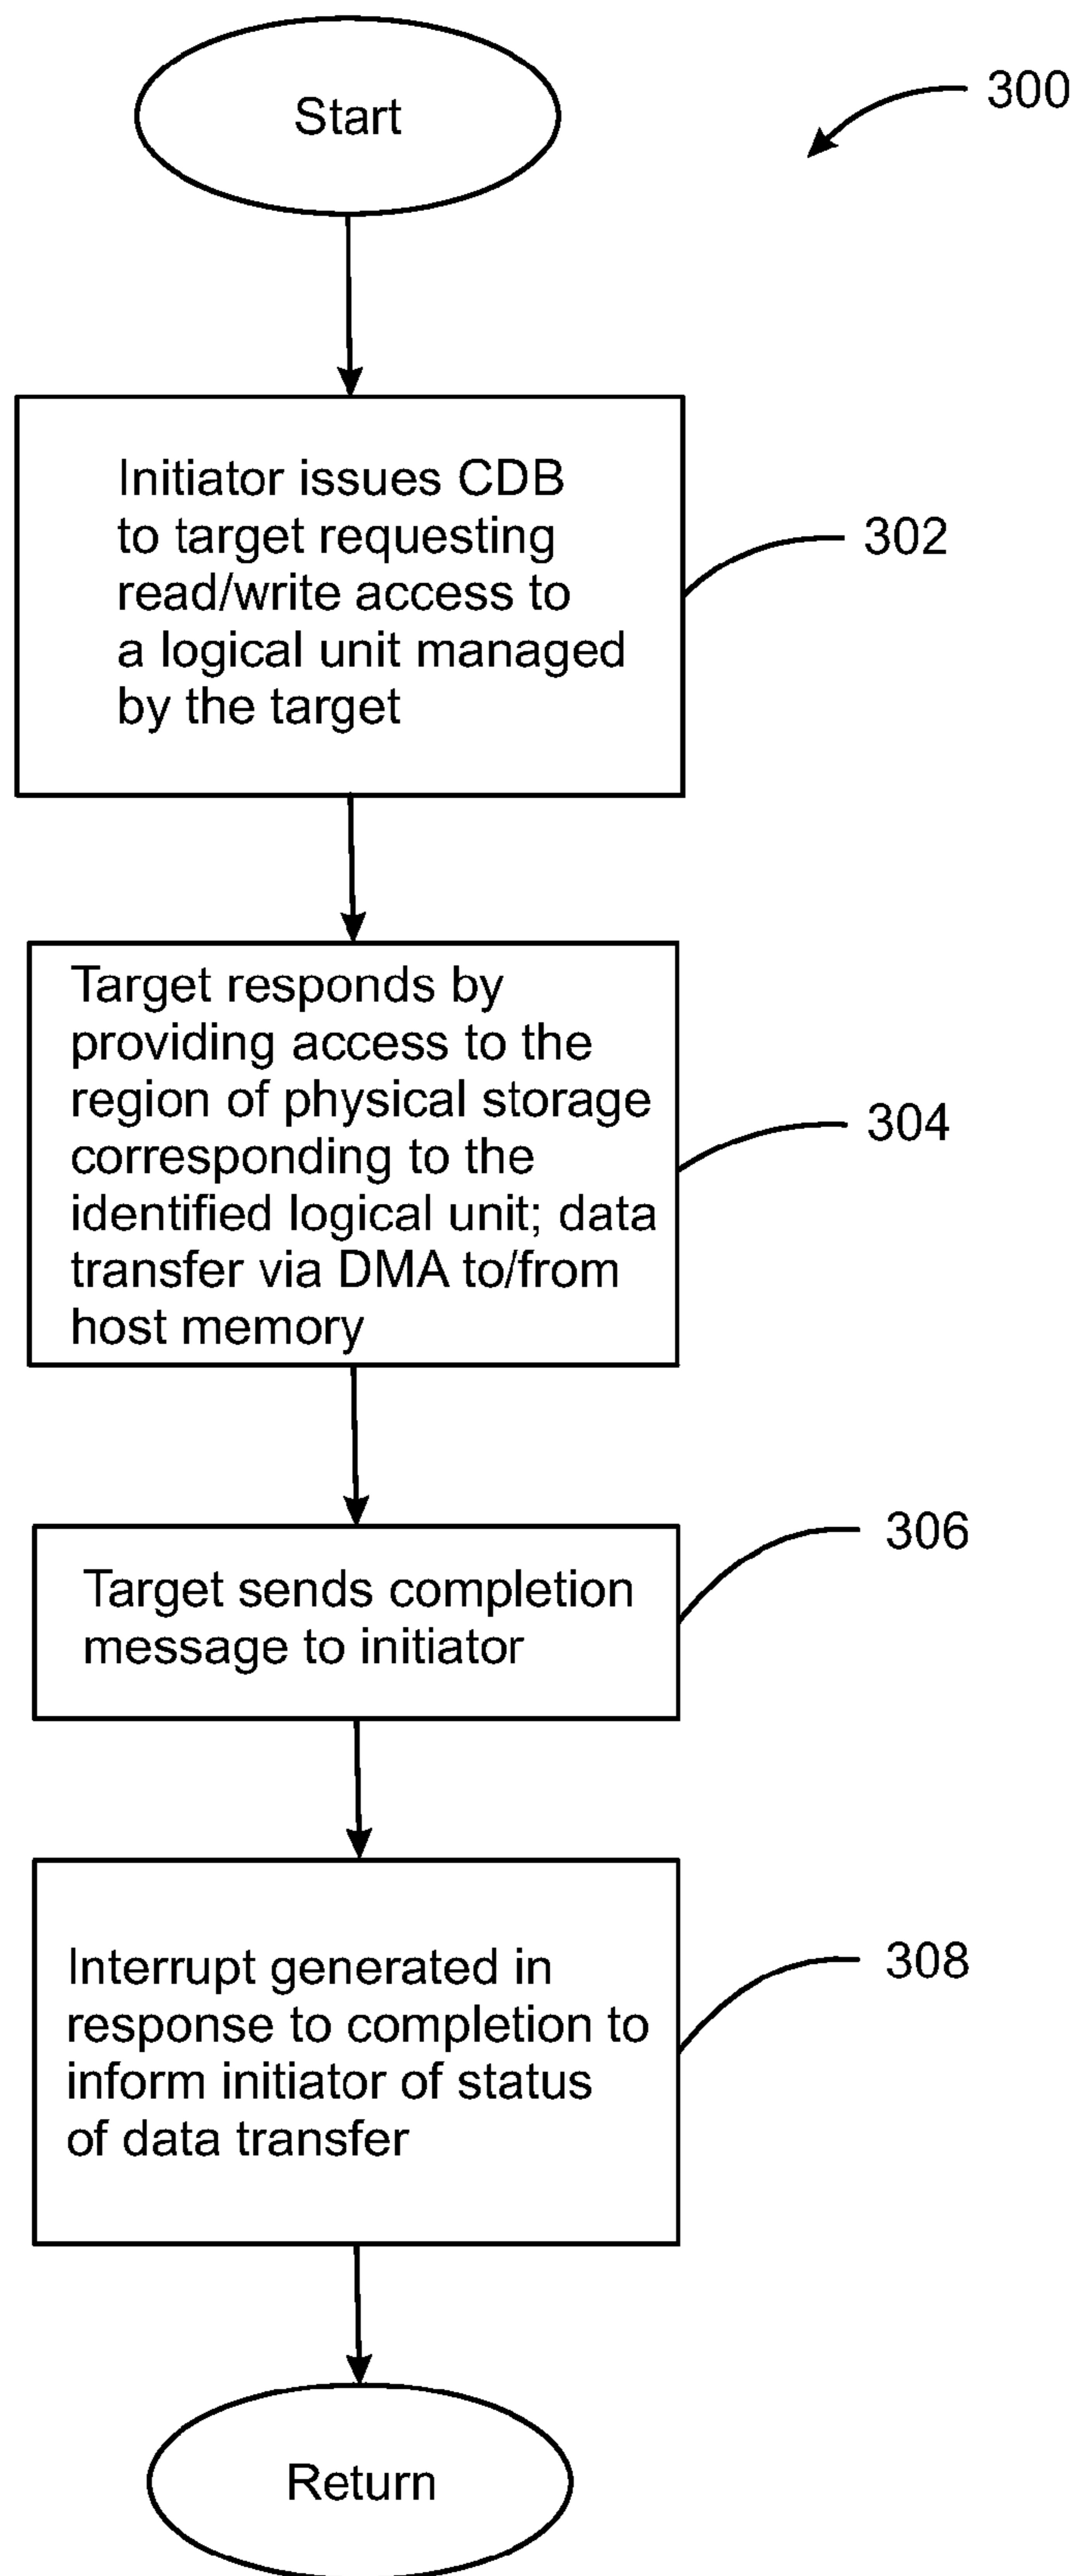 Start
300
Initiator issues CDB
to target requesting
read/write access to
a logical unit managed
by the target
302
Target responds by
providing access to the
region of physical storage
corresponding to the
identified logical unit; data
transfer via DMA to/from
host memory
304
Target sends completion
message to initiator
306
Interrupt generated in
response to completion to
inform initiator of status
of data transfer
308
Return